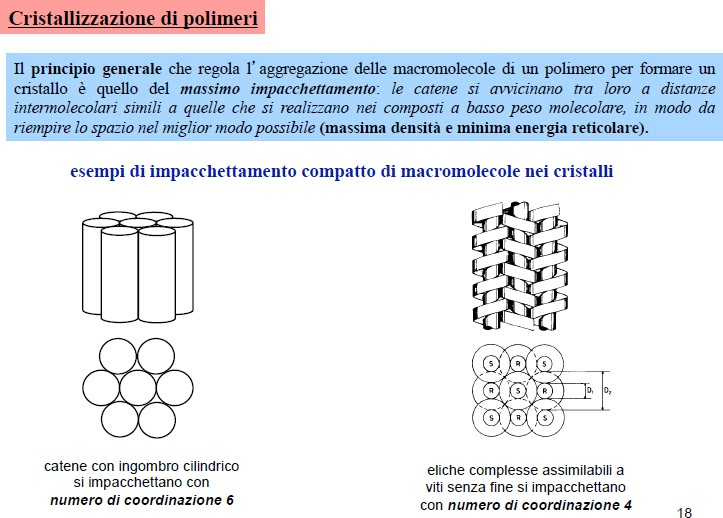 Cristallizzazione di polimeri
Il principio generale che regola l'aggregazione delle macromolecole di un polimero per formare un
cristallo è quello del massimo impacchettamento: le catene si avvicinano tra loro a distanze
intermolecolari simili a quelle che si realizzano nei composti a basso peso molecolare, in modo da
riempire lo spazio nel miglior modo possibile (massima densità e minima energia reticolare).
esempi di impacchettamento compatto di macromolecole nei cristalli
S R S
R S R D₁ D₂
S R S
catene con ingombro cilindrico
si impacchettano con
numero di coordinazione 6
eliche complesse assimilabili a
viti senza fine si impacchettano
con numero di coordinazione 4
18